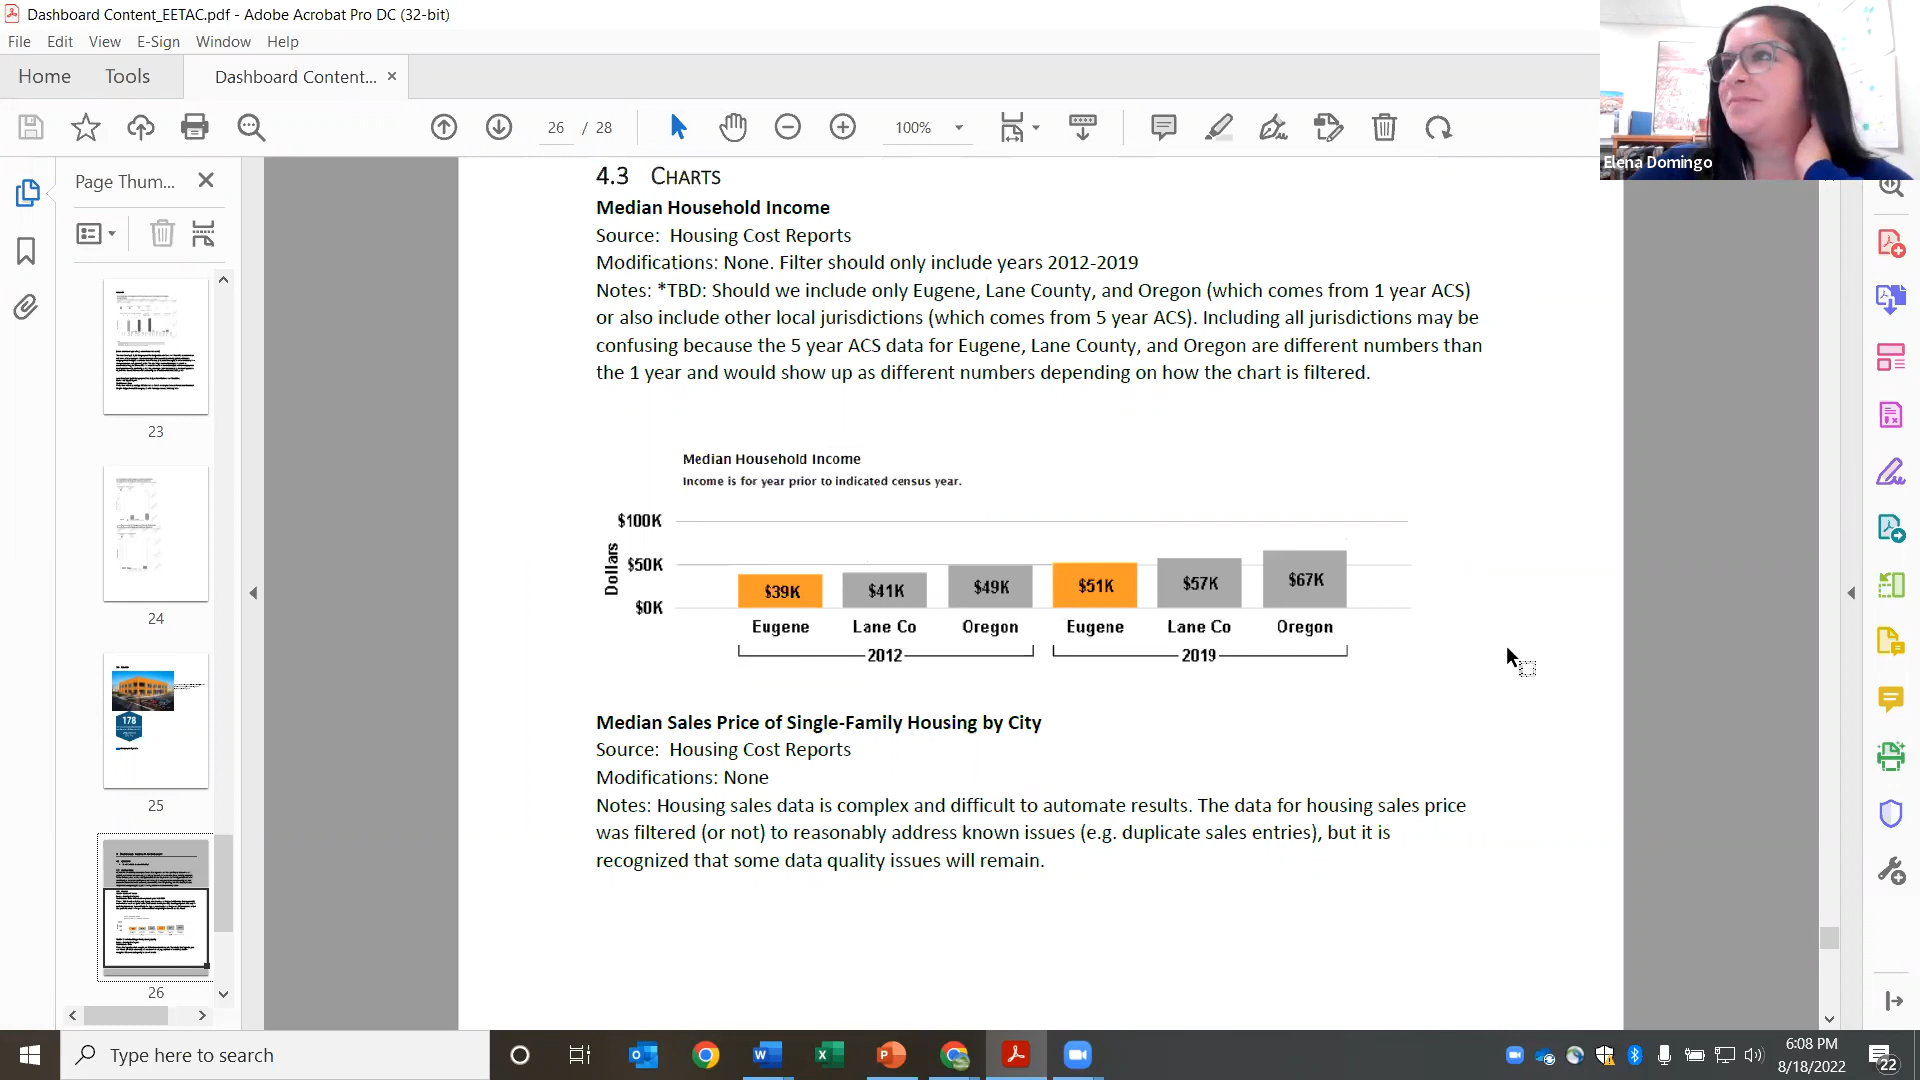 Dashboard Content_EETAC.pdf - Adobe Acrobat Pro DC (32-bit)
File Edit View E-Sign Window Help
Home Tools Dashboard Content... ×
26 / 28 100%
Elena Domingo
Page Thum...
23
24
178
25
26
4.3 CHARTS
Median Household Income
Source: Housing Cost Reports
Modifications: None. Filter should only include years 2012-2019
Notes: *TBD: Should we include only Eugene, Lane County, and Oregon (which comes from 1 year ACS)
or also include other local jurisdictions (which comes from 5 year ACS). Including all jurisdictions may be
confusing because the 5 year ACS data for Eugene, Lane County, and Oregon are different numbers than
the 1 year and would show up as different numbers depending on how the chart is filtered.
Median Household Income
Income is for year prior to indicated census year.
Dollars
$100K
$50K
$0K
$39K $41K $49K $51K $57K $67K
Eugene Lane Co Oregon Eugene Lane Co Oregon
2012 2019
Median Sales Price of Single-Family Housing by City
Source: Housing Cost Reports
Modifications: None
Notes: Housing sales data is complex and difficult to automate results. The data for housing sales price
was filtered (or not) to reasonably address known issues (e.g. duplicate sales entries), but it is
recognized that some data quality issues will remain.
Type here to search
6:08 PM
8/18/2022
22